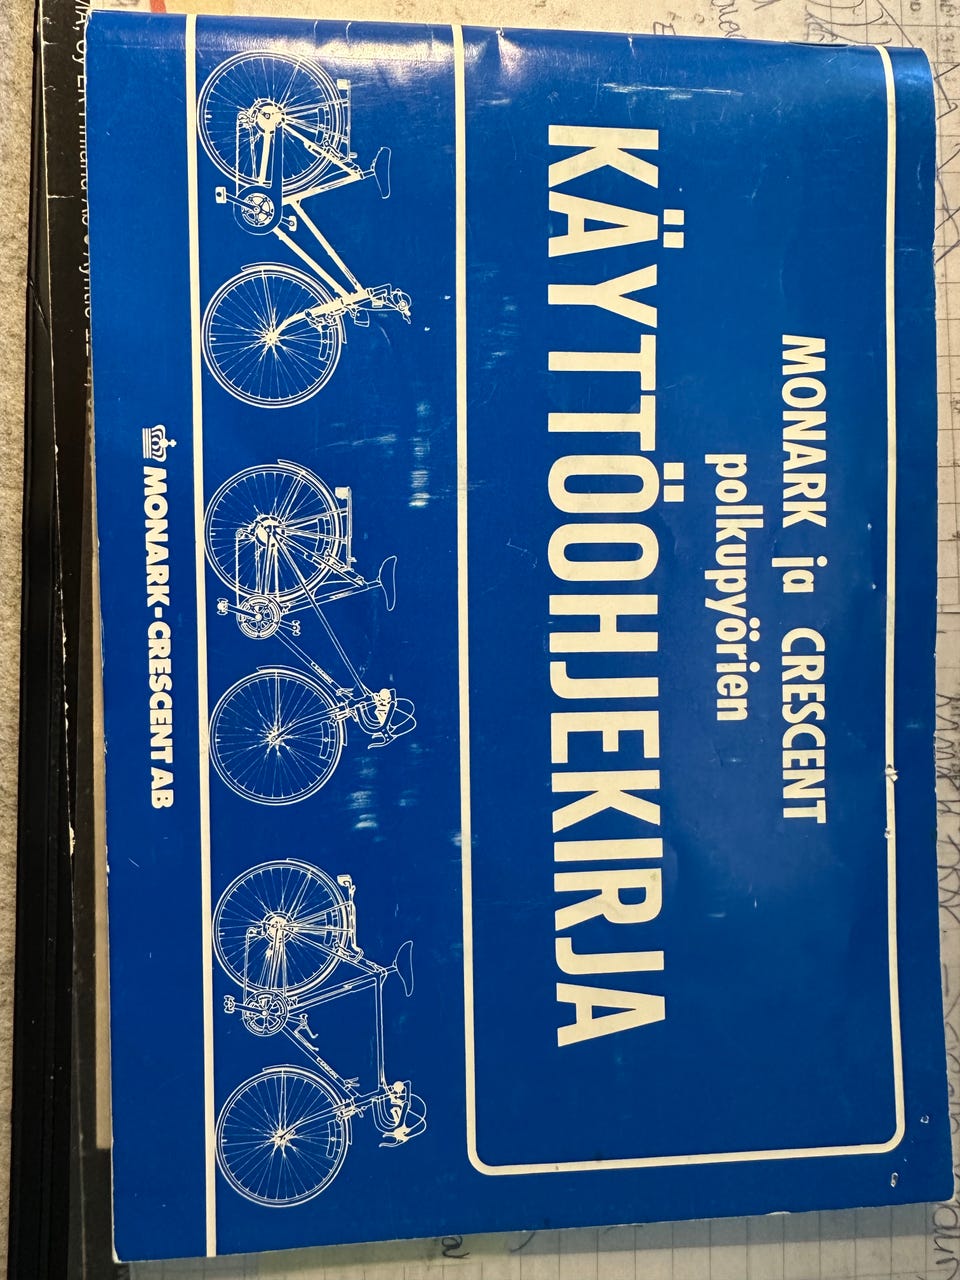 MONARK ja CRESCENT
polkupyörien
KÄYTTÖOHJEKIRJA
MONARK-CRESCENT AB